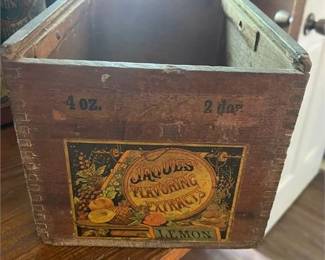 4 oz. 2 doz.
JAQUES
FLAVORING
EXTRACTS
LEMON